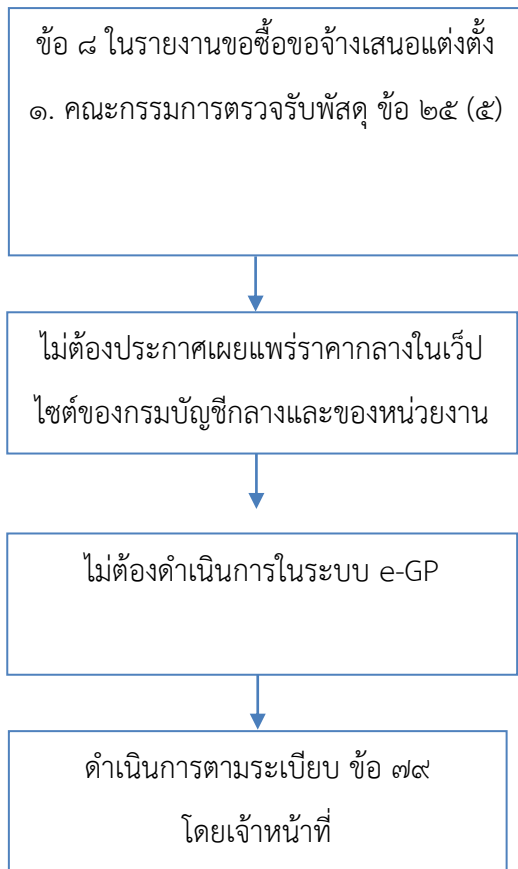 ข้อ ๘ ในรายงานขอซื้อขอจ้างเสนอแต่งตั้ง
๑. คณะกรรมการตรวจรับพัสดุ ข้อ ๒๕ (๕)
ไม่ต้องประกาศเผยแพร่ราคากลางในเว็ป
ไซต์ของกรมบัญชีกลางและของหน่วยงาน
ไม่ต้องดำเนินการในระบบ e-GP
ดำเนินการตามระเบียบ ข้อ ๗๙
โดยเจ้าหน้าที่